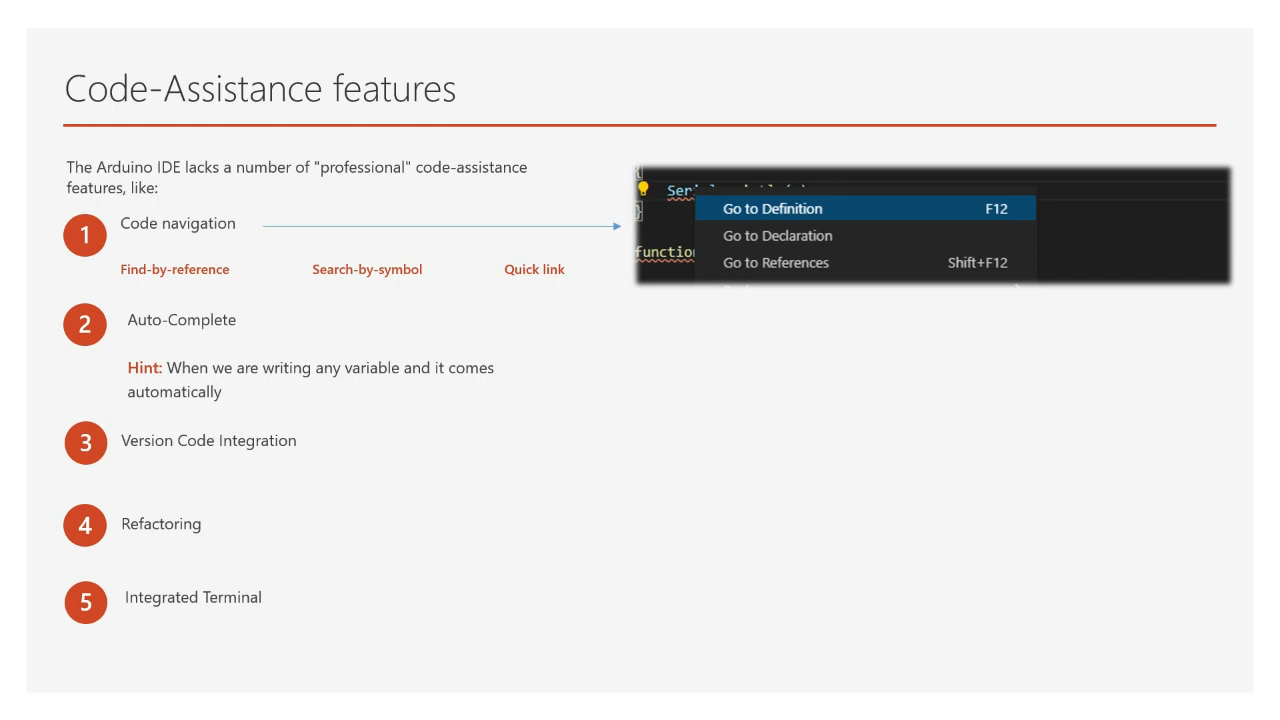 Code-Assistance features
The Arduino IDE lacks a number of "professional" code-assistance
features, like:
1 Code navigation
Find-by-reference Search-by-symbol Quick link
2 Auto-Complete
Hint: When we are writing any variable and it comes
automatically
3 Version Code Integration
4 Refactoring
5 Integrated Terminal
{
}
Go to Definition F12
Go to Declaration
Go to References Shift+F12